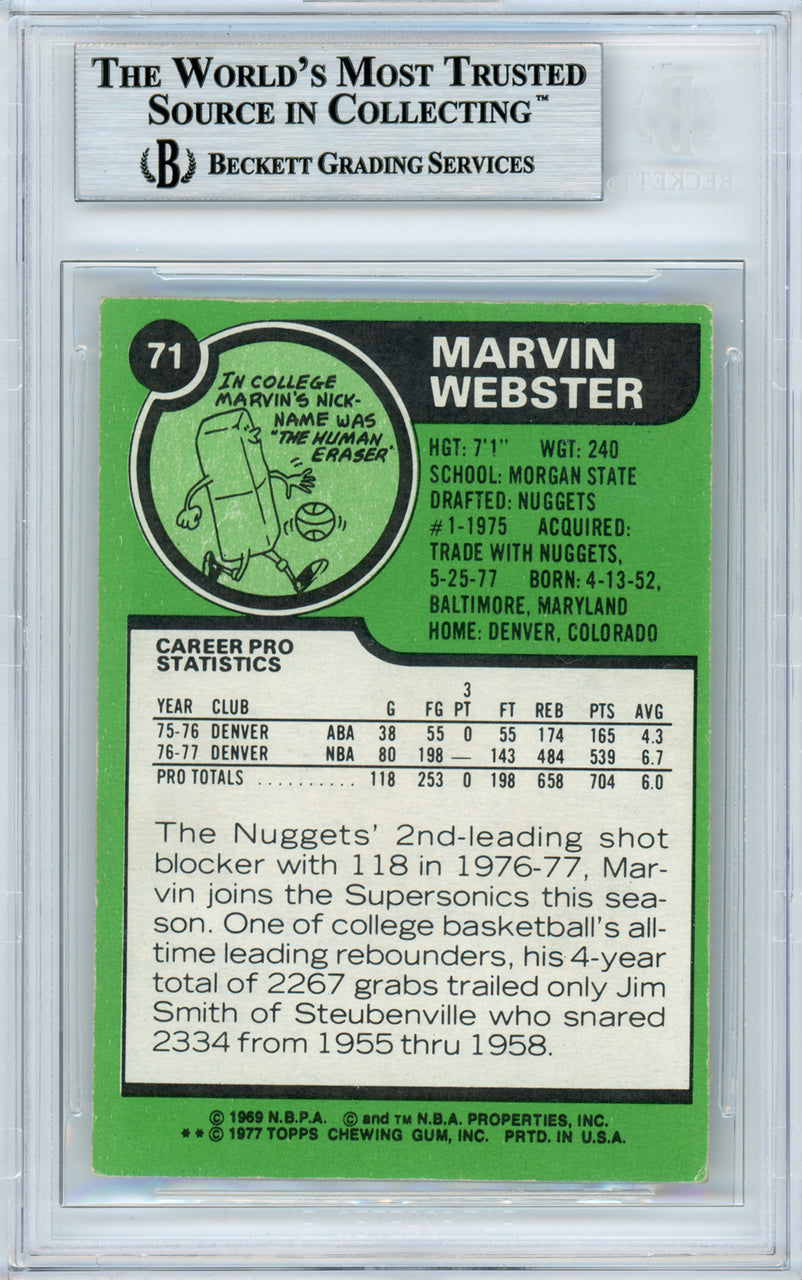 THE WORLD'S MOST TRUSTED
SOURCE IN COLLECTING™
B BECKETT GRADING SERVICES
BECKETT
71
IN COLLEGE
MARVIN'S NICK-
NAME WAS
"THE HUMAN
ERASER"
MARVIN
WEBSTER
HGT: 7'1" WGT: 240
SCHOOL: MORGAN STATE
DRAFTED: NUGGETS
#1-1975 ACQUIRED:
TRADE WITH NUGGETS,
5-25-77 BORN: 4-13-52,
BALTIMORE, MARYLAND
HOME: DENVER, COLORADO
CAREER PRO
STATISTICS
YEAR CLUB G FG 3 PT FT REB PTS AVG
75-76 DENVER ABA 38 55 0 55 174 165 4.3
76-77 DENVER NBA 80 198 — 143 484 539 6.7
PRO TOTALS .......... 118 253 0 198 658 704 6.0
The Nuggets' 2nd-leading shot
blocker with 118 in 1976-77, Mar-
vin joins the Supersonics this sea-
son. One of college basketball's all-
time leading rebounders, his 4-year
total of 2267 grabs trailed only Jim
Smith of Steubenville who snared
2334 from 1955 thru 1958.
© 1969 N.B.P.A. © and TM N.B.A. PROPERTIES, INC.
** © 1977 TOPPS CHEWING GUM, INC. PRTD. IN U.S.A.